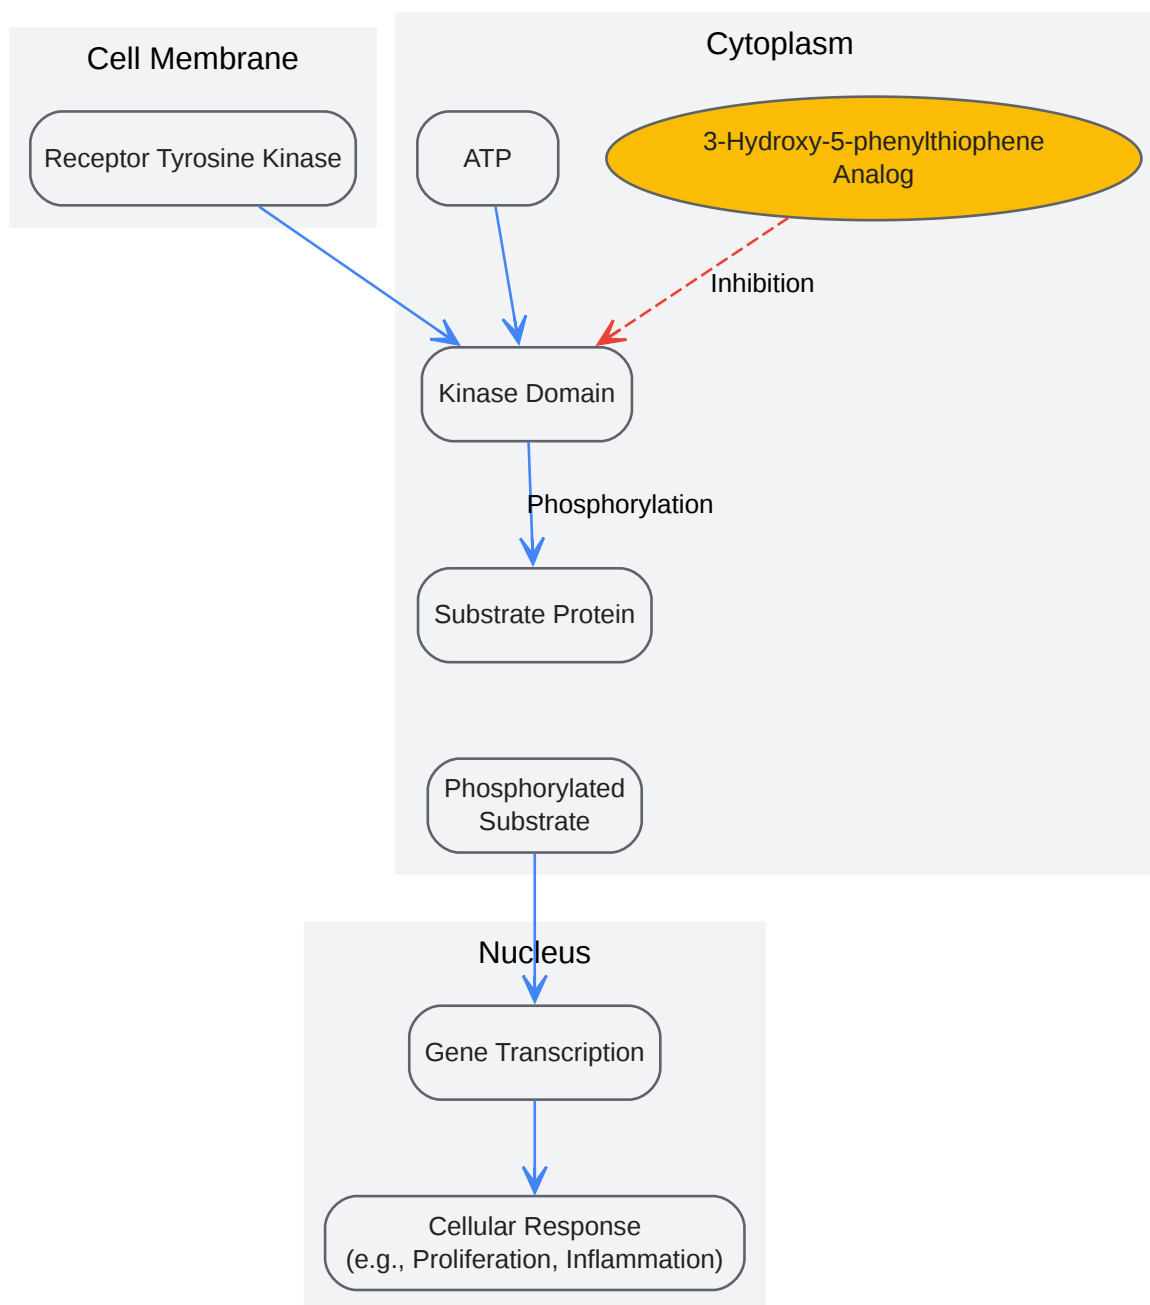 Cell Membrane
Cytoplasm
Receptor Tyrosine Kinase
ATP
3-Hydroxy-5-phenylthiophene
Analog
Inhibition
Kinase Domain
Phosphorylation
Substrate Protein
Phosphorylated
Substrate
Nucleus
Gene Transcription
Cellular Response
(e.g., Proliferation, Inflammation)